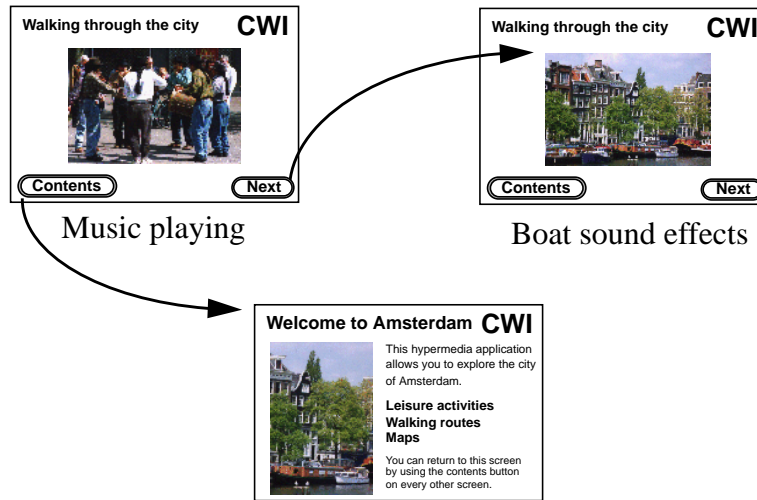 Walking through the city CWI
Contents
Next
Music playing
Walking through the city CWI
Contents
Next
Boat sound effects
Welcome to Amsterdam CWI
This hypermedia application
allows you to explore the city
of Amsterdam.
Leisure activities
Walking routes
Maps
You can return to this screen
by using the contents button
on every other screen.